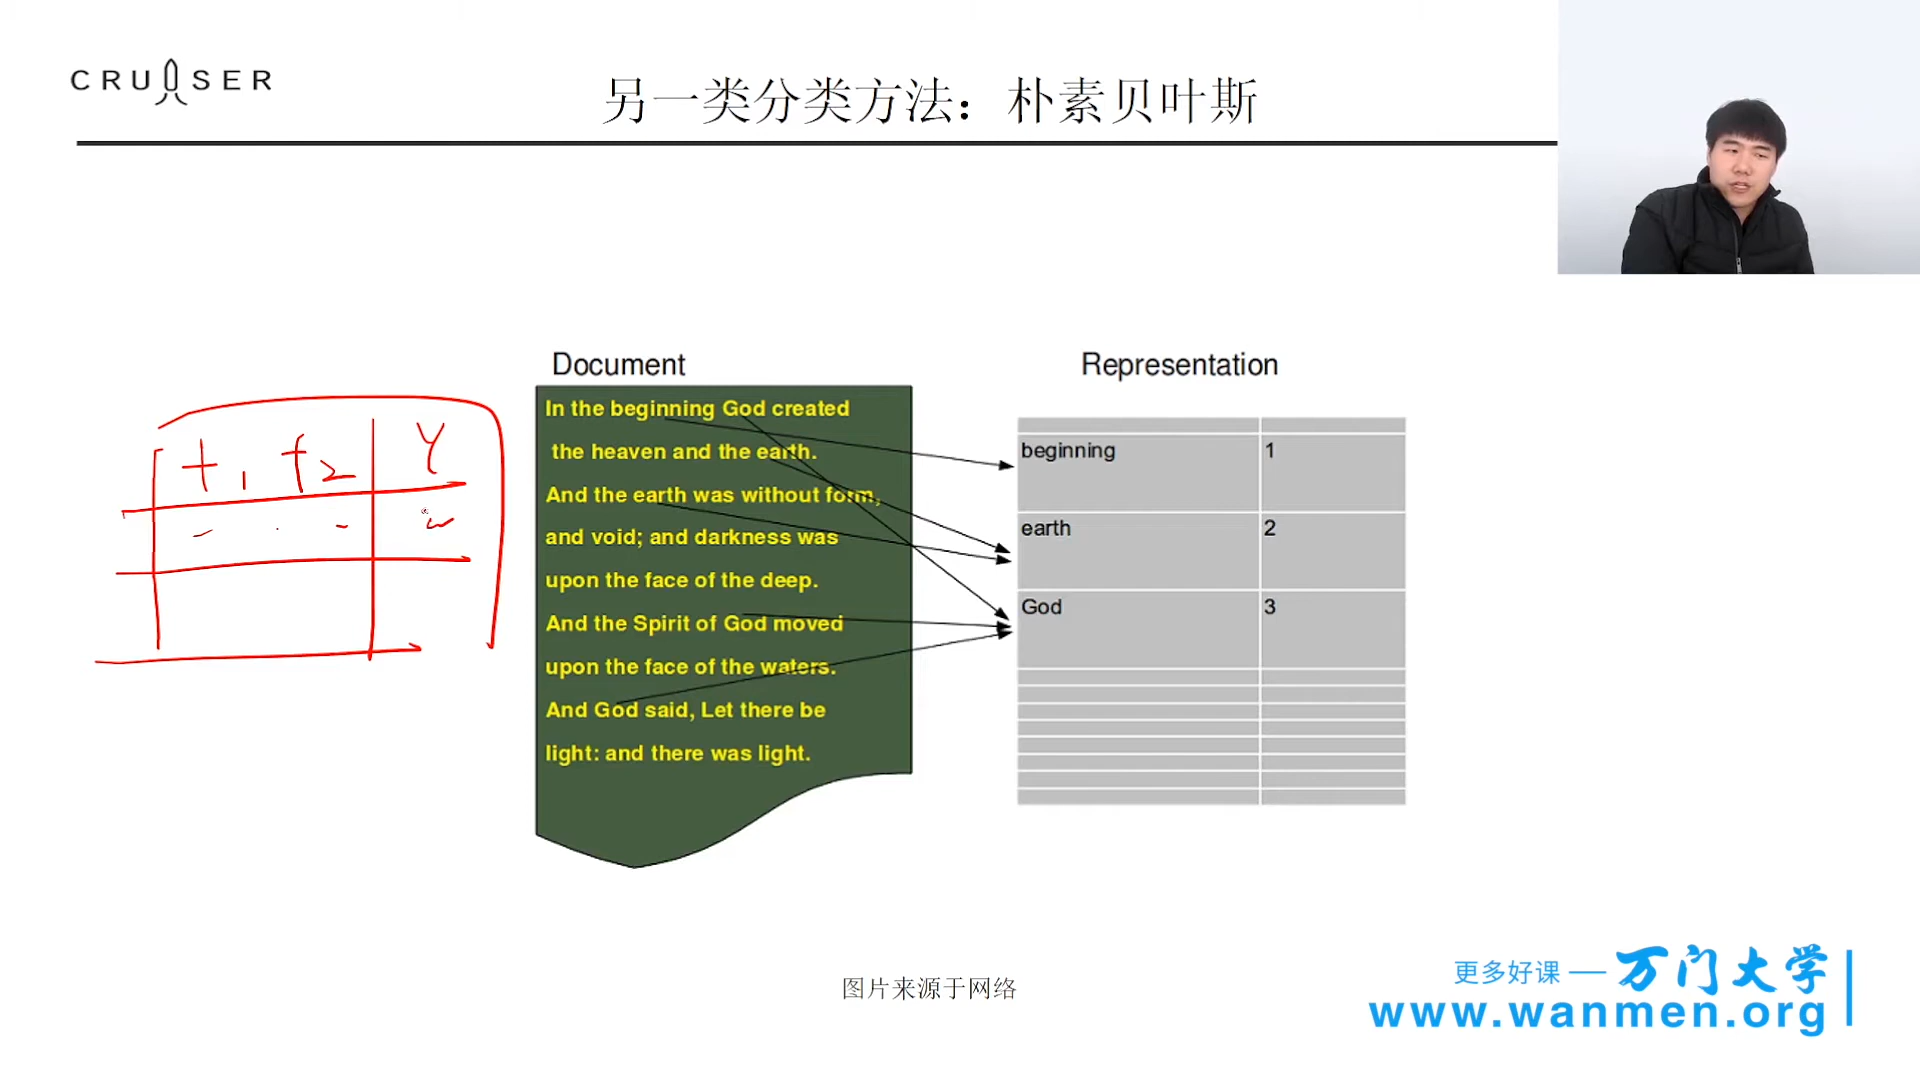 CRUISER
另一类分类方法：朴素贝叶斯
Document
Representation
In the beginning God created
the heaven and the earth.
And the earth was without form,
and void; and darkness was
upon the face of the deep.
And the Spirit of God moved
upon the face of the waters.
And God said, Let there be
light: and there was light.
beginning 1
earth 2
God 3
f1 f2 Y
图片来源于网络
更多好课 — 万门大学
www.wanmen.org